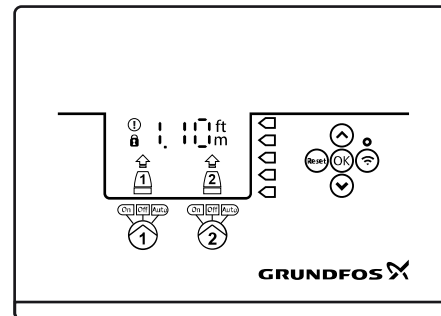 1.10 ft
m
1 2
Reset OK
On Off Auto On Off Auto
1 2
GRUNDFOS